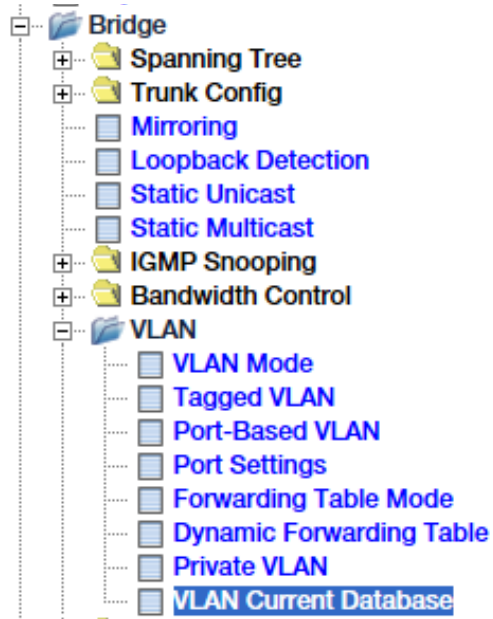 Bridge
Spanning Tree
Trunk Config
Mirroring
Loopback Detection
Static Unicast
Static Multicast
IGMP Snooping
Bandwidth Control
VLAN
VLAN Mode
Tagged VLAN
Port-Based VLAN
Port Settings
Forwarding Table Mode
Dynamic Forwarding Table
Private VLAN
VLAN Current Database